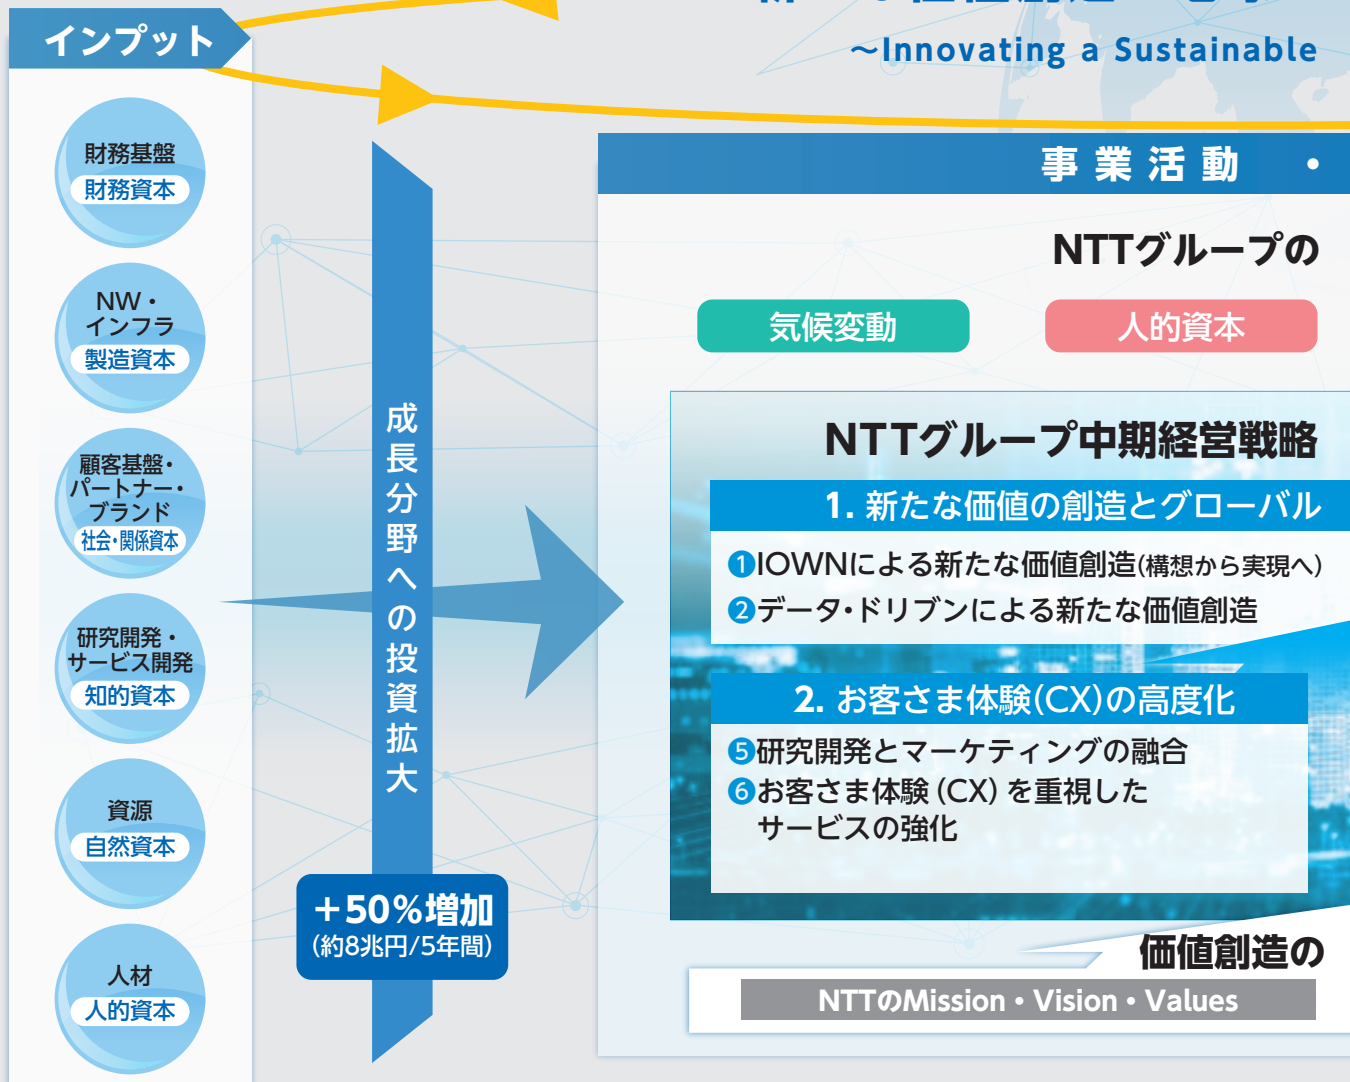 インプット
~Innovating a Sustainable
財務基盤
財務資本
NW・
インフラ
製造資本
顧客基盤・
パートナー・
ブランド
社会・関係資本
研究開発・
サービス開発
知的資本
資源
自然資本
人材
人的資本
成長分野への投資拡大
+50%増加
(約8兆円/5年間)
事業活動 ・
NTTグループの
気候変動
人的資本
NTTグループ中期経営戦略
1. 新たな価値の創造とグローバル
❶IOWNによる新たな価値創造(構想から実現へ)
❷データ・ドリブンによる新たな価値創造
2. お客さま体験(CX)の高度化
❺研究開発とマーケティングの融合
❻お客さま体験 (CX) を重視した
サービスの強化
価値創造の
NTTのMission・Vision・Values